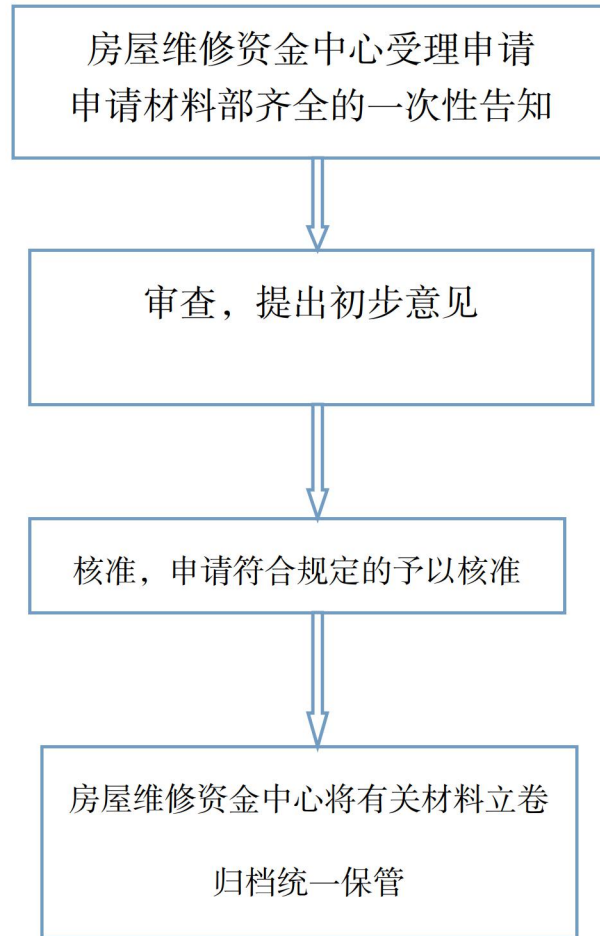 房屋维修资金中心受理申请
申请材料部齐全的一次性告知
审查，提出初步意见
核准，申请符合规定的予以核准
房屋维修资金中心将有关材料立卷
归档统一保管